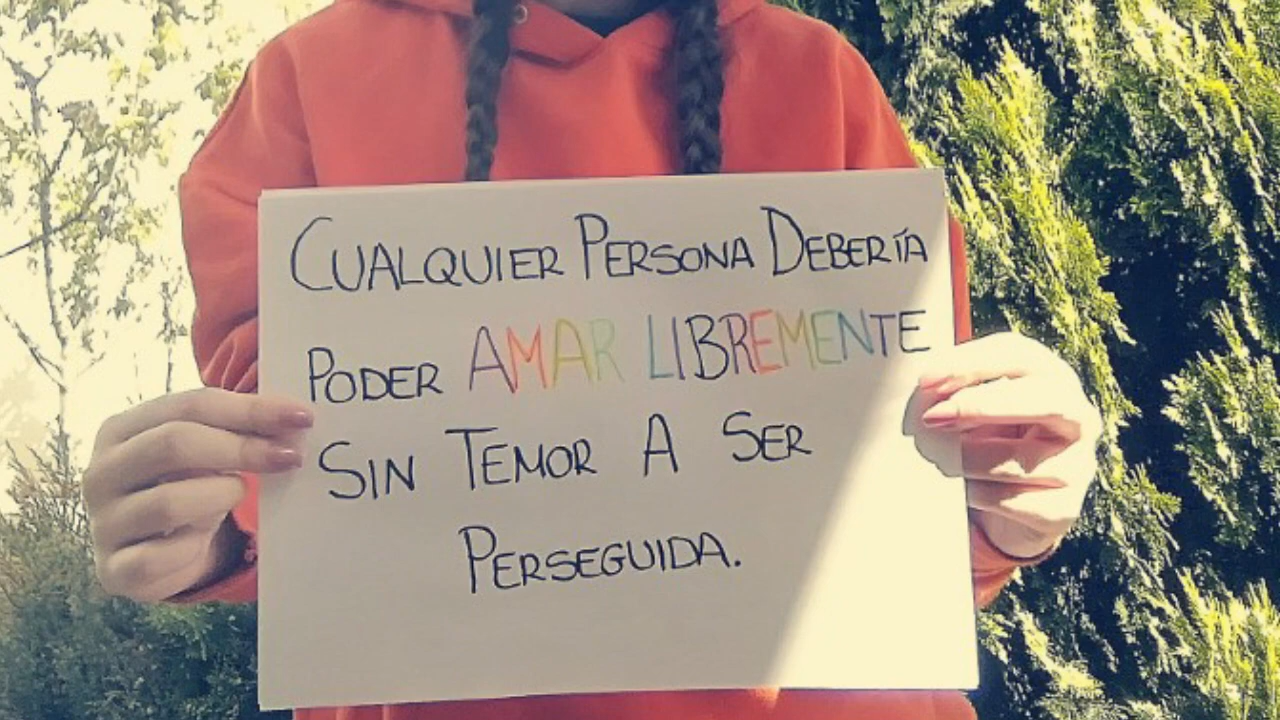 Cualquier Persona Debería
Poder AMAR LIBREMENTE
Sin Temor A Ser
Perseguida.